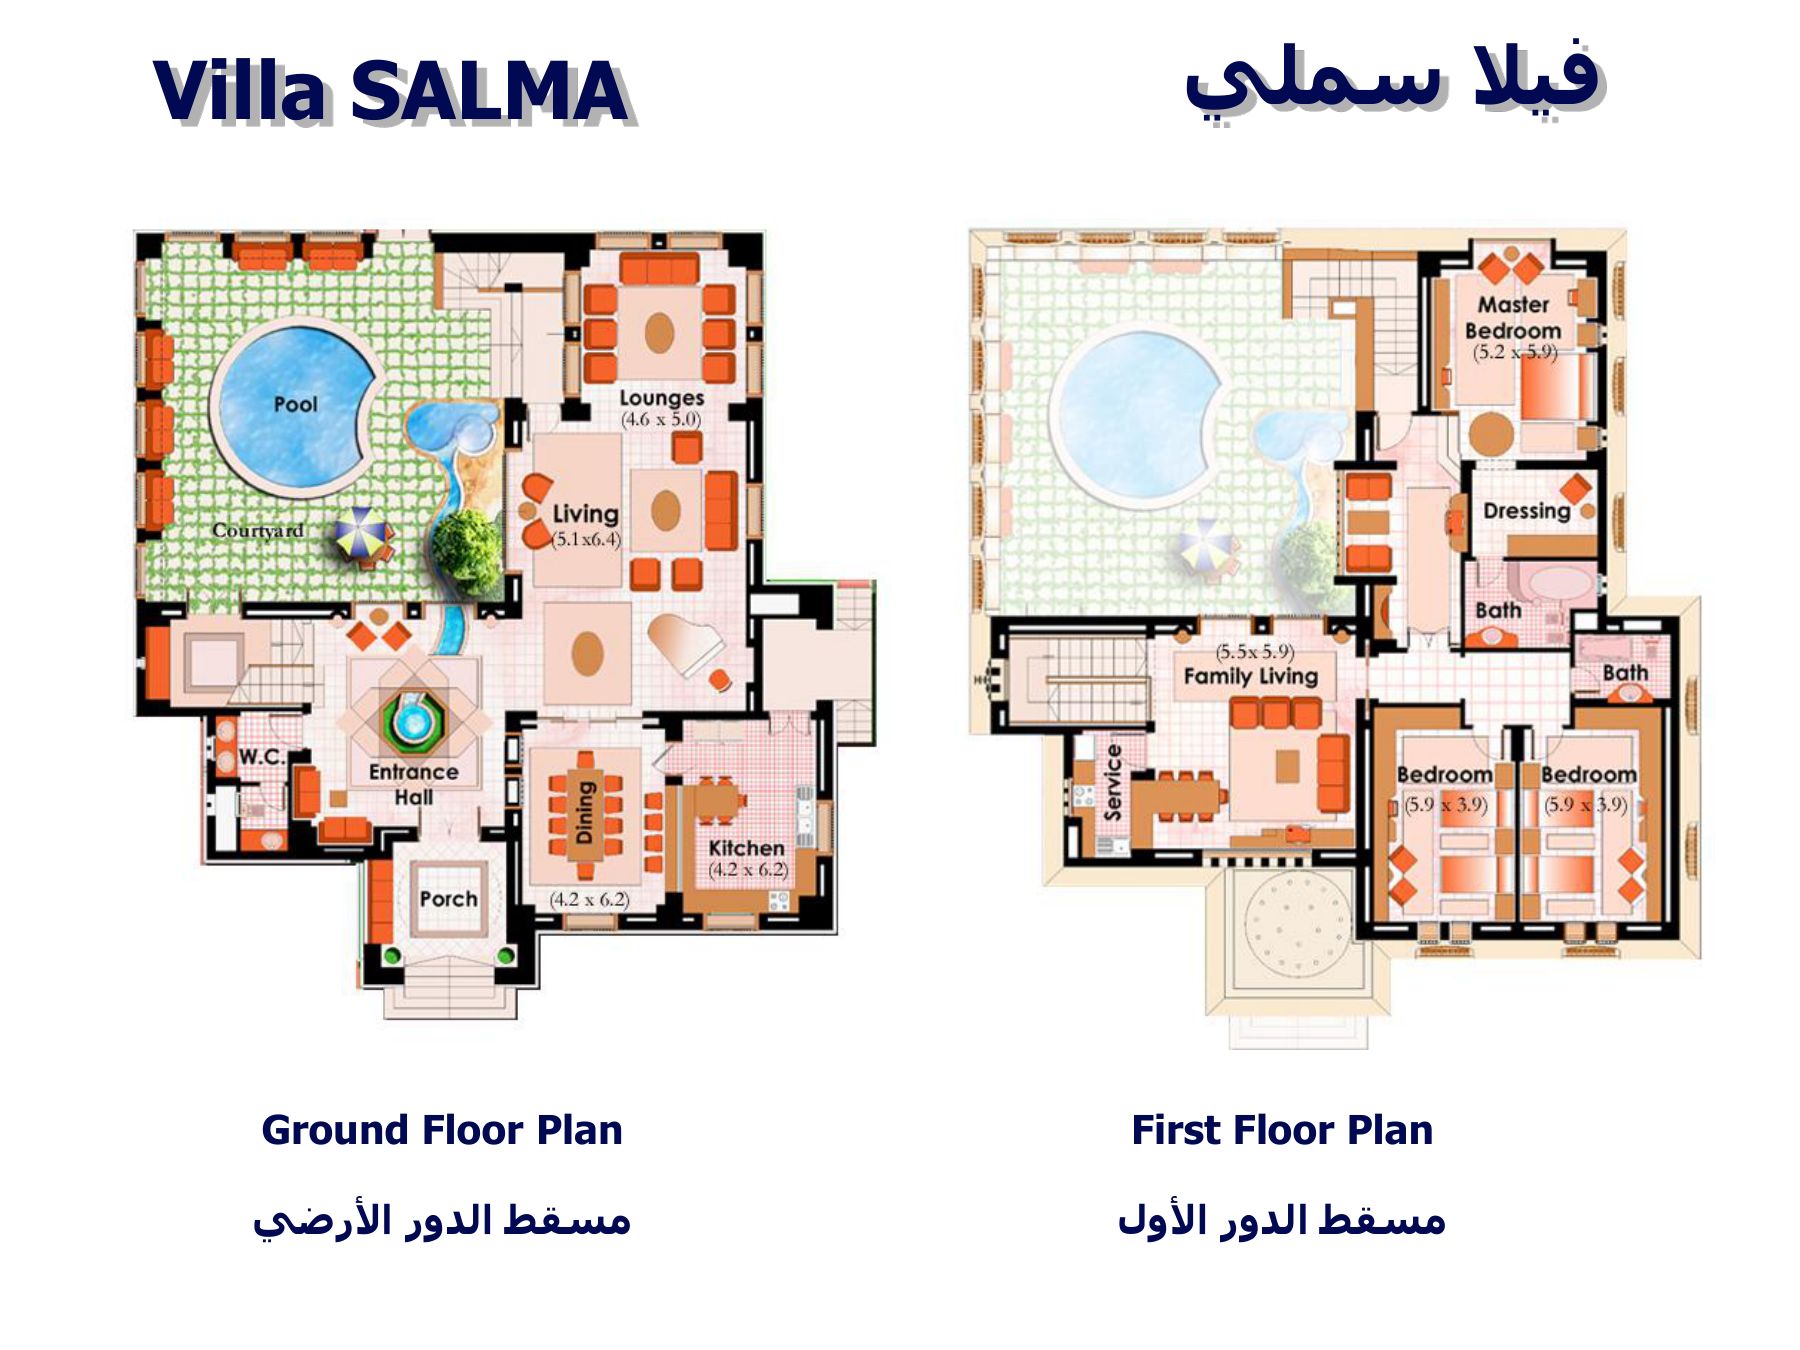 Villa SALMA
فيلا سملي
Pool
Courtyard
Lounges
(4.6 x 5.0)
Living
(5.1x6.4)
W.C.
Entrance
Hall
Dining
(4.2 x 6.2)
Kitchen
(4.2 x 6.2)
Porch
Master
Bedroom
(5.2 x 5.9)
Dressing
Bath
Bath
(5.5x 5.9)
Family Living
Service
Bedroom
(5.9 x 3.9)
Bedroom
(5.9 x 3.9)
Ground Floor Plan
مسقط الدور الأرضي
First Floor Plan
مسقط الدور الأول